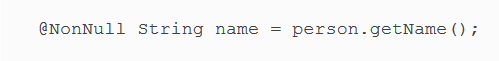 @NonNull String name = person.getName();